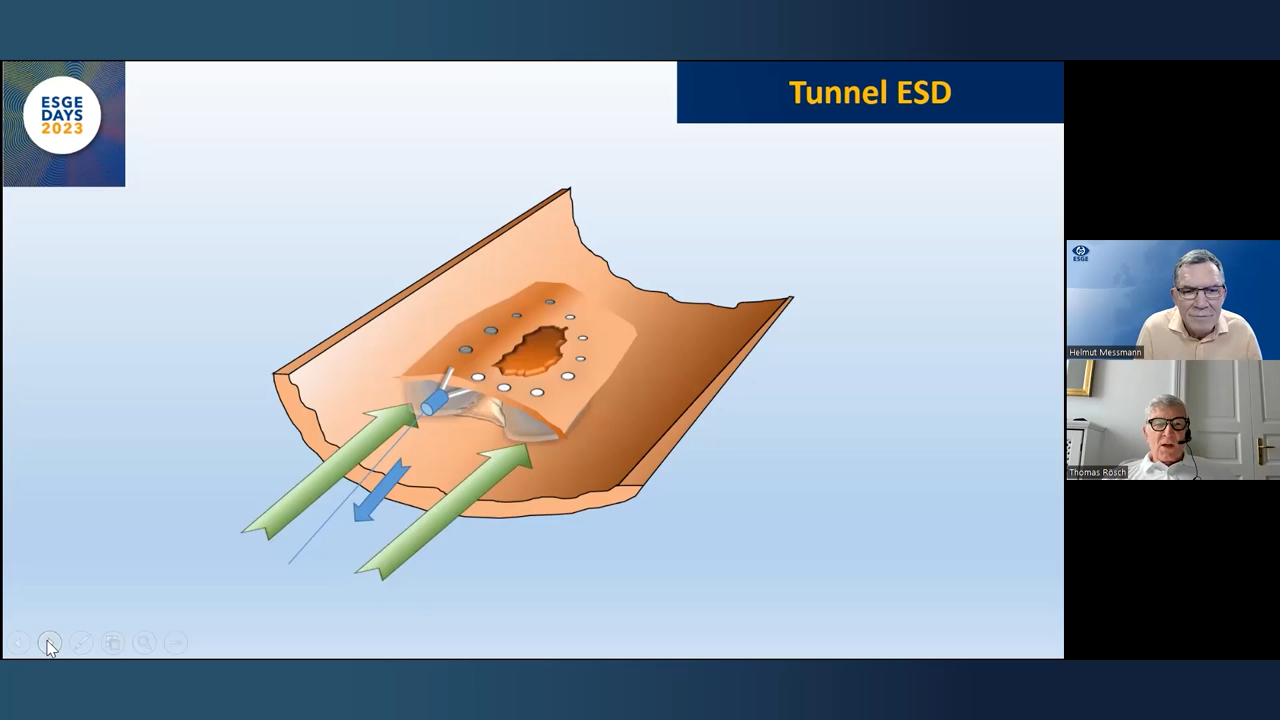 ESGE
DAYS
2023
Tunnel ESD
ESGE
Helmut Messmann
Thomas Rösch